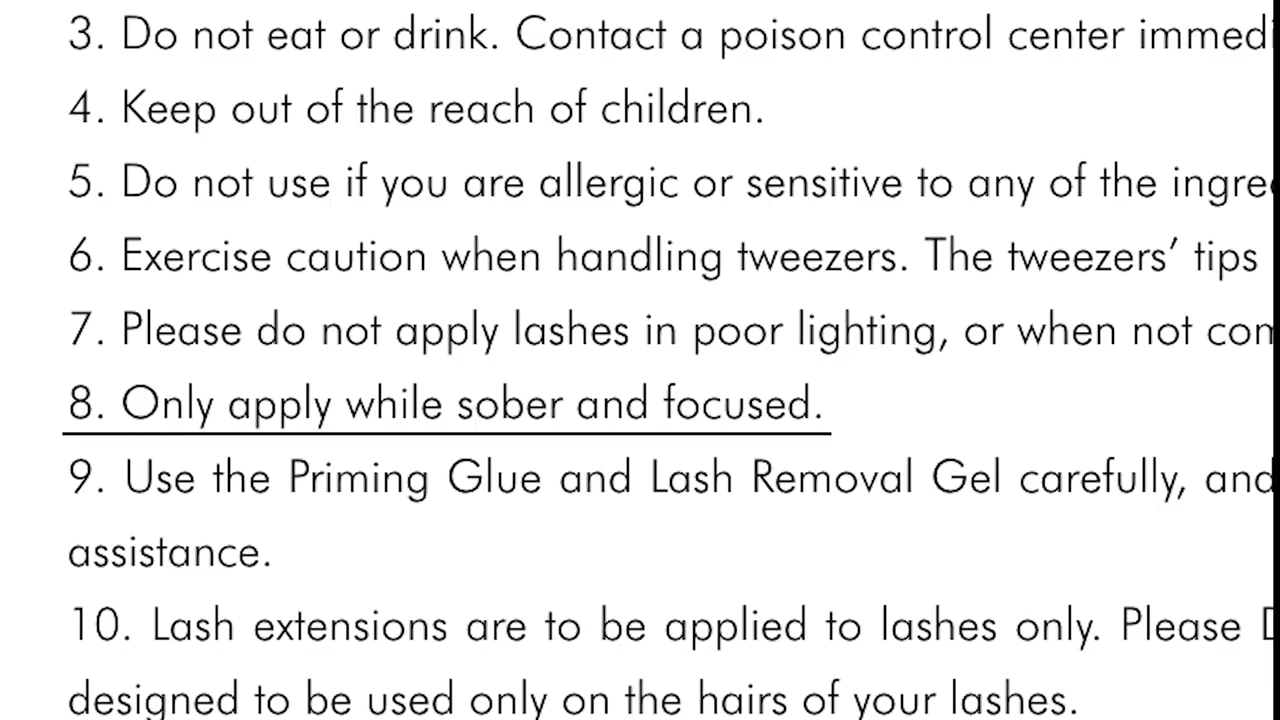 3. Do not eat or drink. Contact a poison control center
4. Keep out of the reach of children.
5. Do not use if you are allergic or sensitive to any of the
6. Exercise caution when handling tweezers. The tweezers’ tips
7. Please do not apply lashes in poor lighting, or when not
8. Only apply while sober and focused.
9. Use the Priming Glue and Lash Removal Gel carefully, and
assistance.
10. Lash extensions are to be applied to lashes only. Please
designed to be used only on the hairs of your lashes.